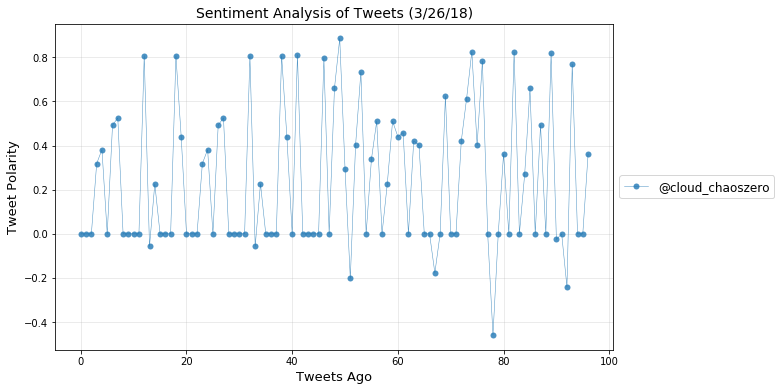 Sentiment Analysis of Tweets (3/26/18)
Tweet Polarity
0.8
0.6
0.4
0.2
0.0
−0.2
−0.4
@cloud_chaoszero
0 20 40 60 80 100
Tweets Ago